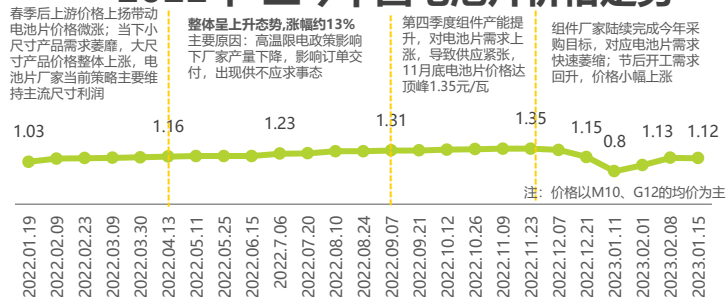 春季后上游价格上扬带动
电池片价格微涨；当下小
尺寸产品需求萎靡，大尺
寸产品价格整体上涨，电
池片厂家当前策略主要维
持主流尺寸利润
整体呈上升态势,涨幅约13%
主要原因：高温限电政策影响
下厂家产量下降，影响订单交
付，出现供不应求事态
第四季度组件产能提
升，对电池片需求上
涨，导致供应紧张，
11月底电池片价格达
顶峰1.35元/瓦
组件厂家陆续完成今年采
购目标，对应电池片需求
快速萎缩；节后开工需求
回升，价格小幅上涨
1.03
1.16
1.23
1.31
1.35
1.15
0.8
1.13
1.12
注：价格以M10、G12的均价为主
2022.01.19
2022.02.09
2022.02.23
2022.03.09
2022.03.30
2022.04.13
2022.05.11
2022.05.25
2022.06.15
2022.7.06
2022.07.20
2022.08.10
2022.08.24
2022.09.07
2022.09.21
2022.10.12
2022.10.26
2022.11.09
2022.11.23
2022.12.07
2022.12.21
2023.01.11
2023.02.01
2023.02.08
2023.01.15